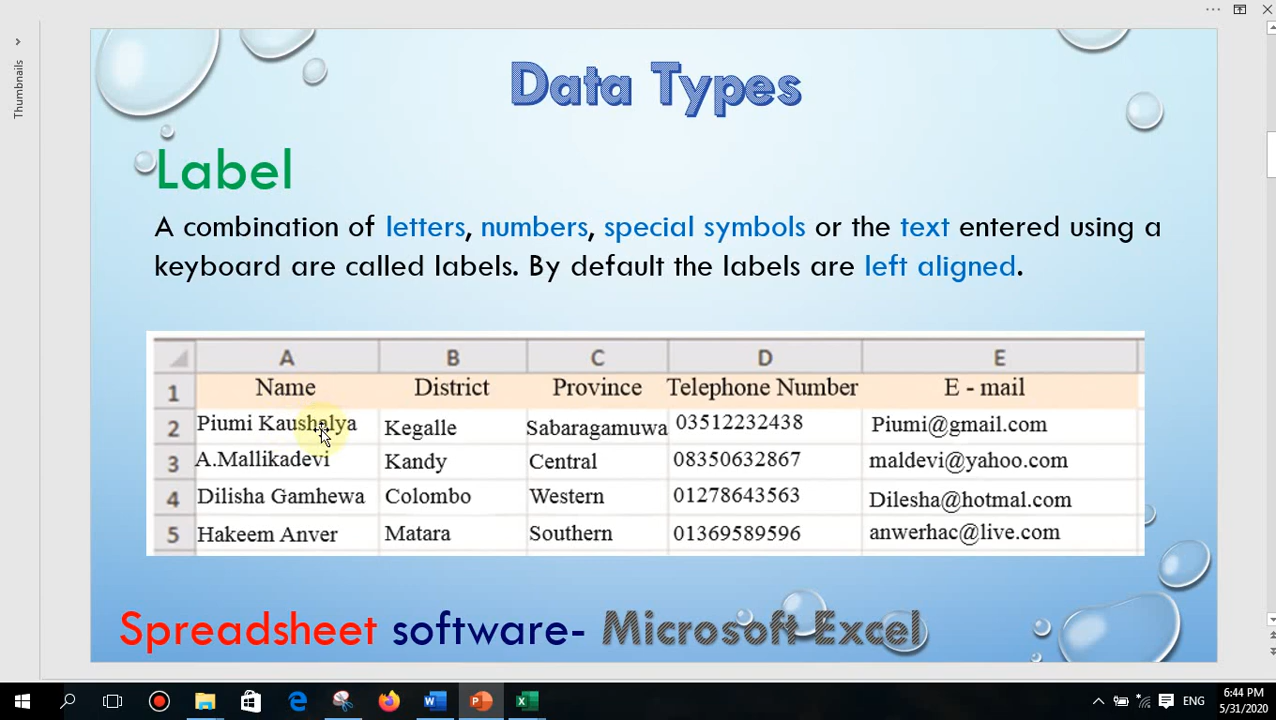 Thumbnails
Data Types
Label
A combination of letters, numbers, special symbols or the text entered using a
keyboard are called labels. By default the labels are left aligned.
A B C D E
1 Name District Province Telephone Number E - mail
2 Piumi Kaushalya Kegalle Sabaragamuwa 03512232438 Piumi@gmail.com
3 A.Mallikadevi Kandy Central 08350632867 maldevi@yahoo.com
4 Dilisha Gamhewa Colombo Western 01278643563 Dilesha@hotmal.com
5 Hakeem Anver Matara Southern 01369589596 anwerhac@live.com
Spreadsheet software- Microsoft Excel
ENG
6:44 PM
5/31/2020